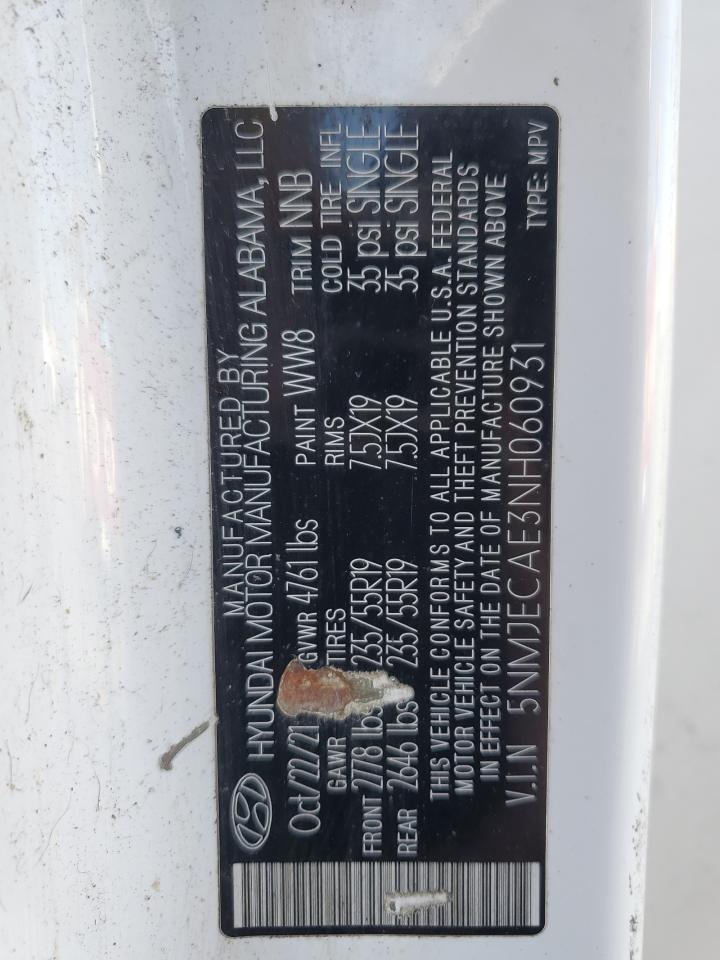 MANUFACTURED BY
HYUNDAI MOTOR MANUFACTURING ALABAMA, LLC
Oct/22/21 GVWR 4761 lbs PAINT WW8 TRIM NNB
GAWR TIRES RIMS COLD TIRE INFL
FRONT 2778 lbs 235/55R19 7.5JX19 35 psi SINGLE
REAR 2646 lbs 235/55R19 7.5JX19 35 psi SINGLE
THIS VEHICLE CONFORMS TO ALL APPLICABLE U.S.A. FEDERAL
MOTOR VEHICLE SAFETY AND THEFT PREVENTION STANDARDS
IN EFFECT ON THE DATE OF MANUFACTURE SHOWN ABOVE
V.I.N 5NMJECAE3NH060931 TYPE: MPV